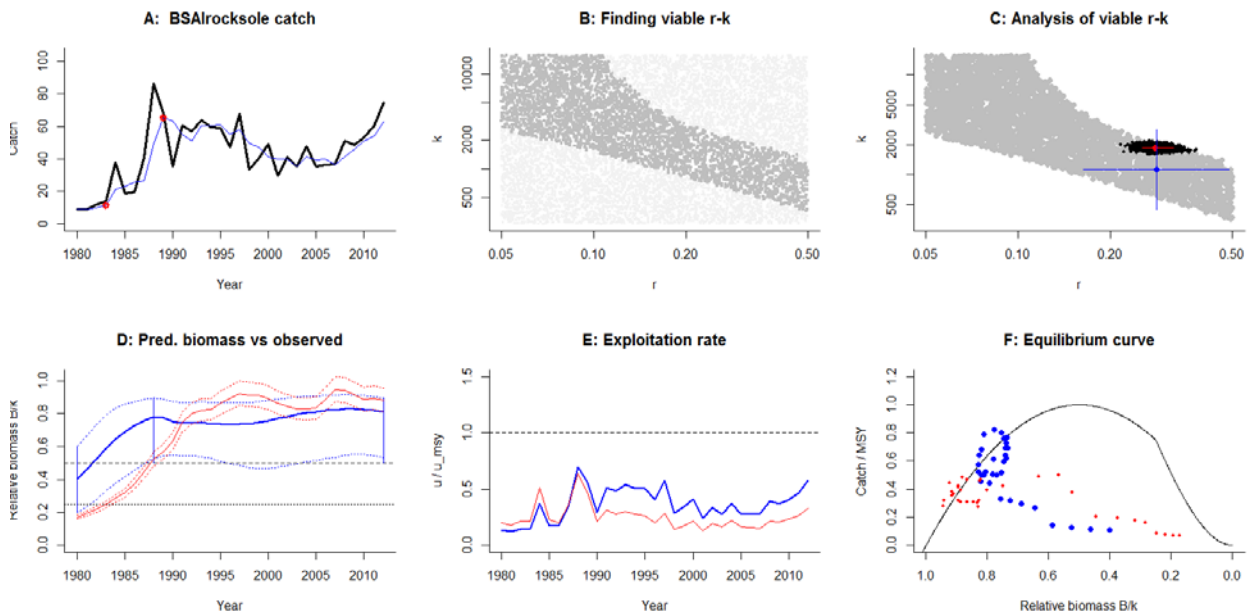 A: BSAIrocksole catch
B: Finding viable r-k
C: Analysis of viable r-k
Catch
0 20 40 60 80 100
1980 1985 1990 1995 2000 2005 2010
Year
k
500 2000 10000
0.05 0.10 0.20 0.50
r
k
500 2000 5000
0.05 0.10 0.20 0.50
r
D: Pred. biomass vs observed
E: Exploitation rate
F: Equilibrium curve
Relative biomass B/k
0.0 0.2 0.4 0.6 0.8 1.0
1980 1985 1990 1995 2000 2005 2010
Year
u / u_msy
0.0 0.5 1.0 1.5
1980 1985 1990 1995 2000 2005 2010
Year
Catch / MSY
0.0 0.2 0.4 0.6 0.8 1.0 1.2
1.0 0.8 0.6 0.4 0.2 0.0
Relative biomass B/k